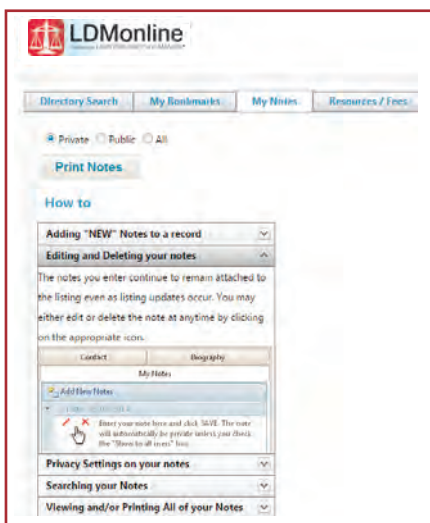 LDMonline
Directory Search My Bookmarks My Notes Resources / Fees
Private Public All
Print Notes
How to
Adding "NEW" Notes to a record
Editing and Deleting your notes
The notes you enter continue to remain attached to
the listing even as listing updates occur. You may
either edit or delete the note at anytime by clicking
on the appropriate icon.
Contact Biography
My Notes
Add New Notes
Enter your note here and click SAVE. The note
will automatically be private unless you check
the "Show to all users" box
Privacy Settings on your notes
Searching your Notes
Viewing and/or Printing All of your Notes